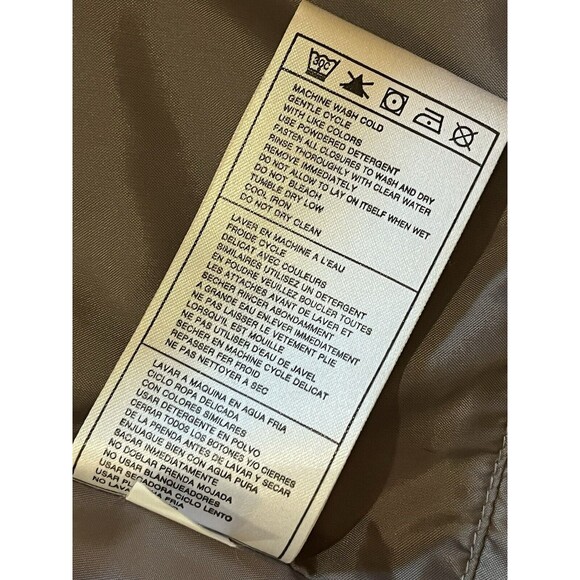 30C
MACHINE WASH COLD
GENTLE CYCLE
WITH LIKE COLORS
USE POWDERED DETERGENT
FASTEN ALL CLOSURES TO WASH AND DRY
RINSE THOROUGHLY WITH CLEAR WATER
REMOVE IMMEDIATELY
DO NOT ALLOW TO LAY ON ITSELF WHEN WET
DO NOT BLEACH
TUMBLE DRY LOW
COOL IRON
DO NOT DRY CLEAN
LAVER EN MACHINE A L'EAU
FROIDE CYCLE
DELICAT AVEC COULEURS
SIMILAIRES UTILISEZ UN DETERGENT
EN POUDRE VEUILLEZ BOUCLER TOUTES
LES ATTACHES AVANT DE LAVER ET
SECHER RINCER ABONDAMMENT
A GRANDE EAU ENLEVER IMMEDIATEMENT
NE PAS LAISSER LE VETEMENT PLIE
LORSQU'IL EST MOUILLE
NE PAS UTILISER D'EAU DE JAVEL
SECHER EN MACHINE CYCLE DELICAT
REPASSER FER FROID
NE PAS NETTOYER A SEC
LAVAR A MAQUINA EN AGUA FRIA
CICLO ROPA DELICADA
CON COLORES SIMILARES
USAR DETERGENTE EN POLVO
CERRAR TODOS LOS BOTONES Y/O CIERRES
DE LA PRENDA ANTES DE LAVAR Y SECAR
ENJUAGUE BIEN CON AGUA PURA
SACAR INMEDIATAMENTE
NO DOBLAR PRENDA MOJADA
NO USAR BLANQUEADORES
USAR SECADORA CICLO LENTO
USAR FRIA
NO LAVA